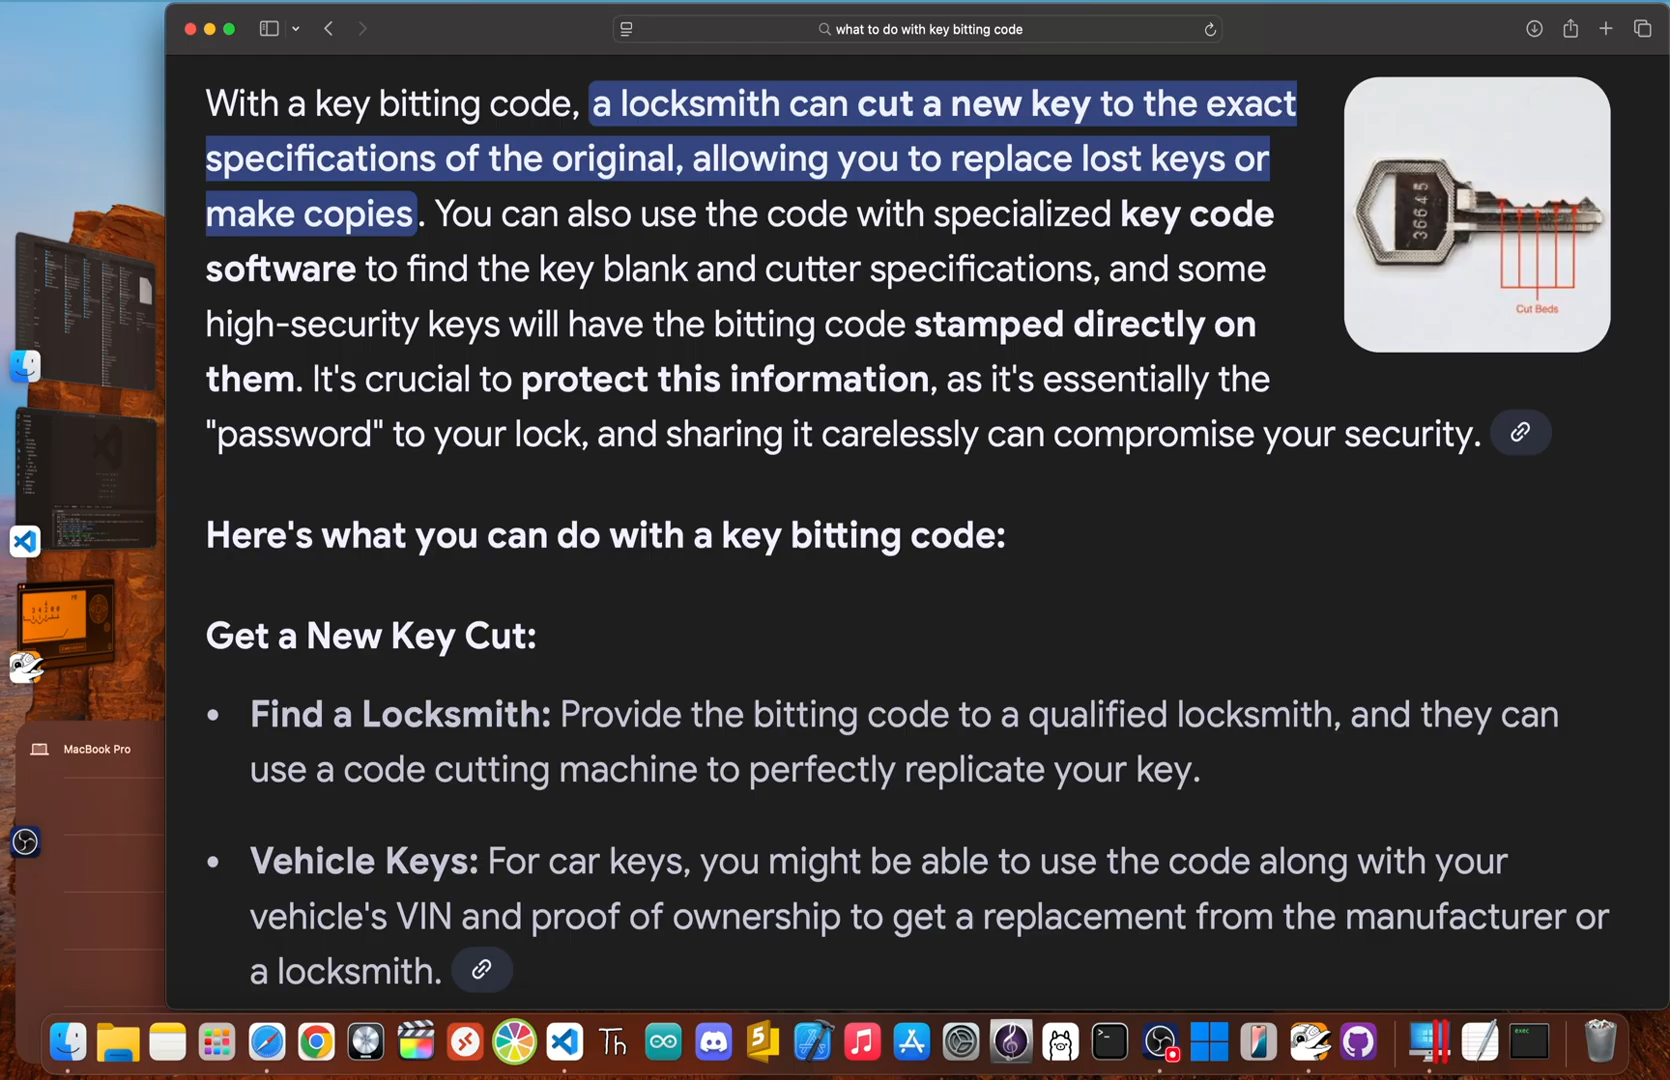 what to do with key bitting code
With a key bitting code, a locksmith can cut a new key to the exact
specifications of the original, allowing you to replace lost keys or
make copies. You can also use the code with specialized key code
software to find the key blank and cutter specifications, and some
high-security keys will have the bitting code stamped directly on
them. It's crucial to protect this information, as it's essentially the
"password" to your lock, and sharing it carelessly can compromise your security.
36645
Cut Beds
Here's what you can do with a key bitting code:
Get a New Key Cut:
• Find a Locksmith: Provide the bitting code to a qualified locksmith, and they can
use a code cutting machine to perfectly replicate your key.
• Vehicle Keys: For car keys, you might be able to use the code along with your
vehicle's VIN and proof of ownership to get a replacement from the manufacturer or
a locksmith.
MacBook Pro
Th
5
exec